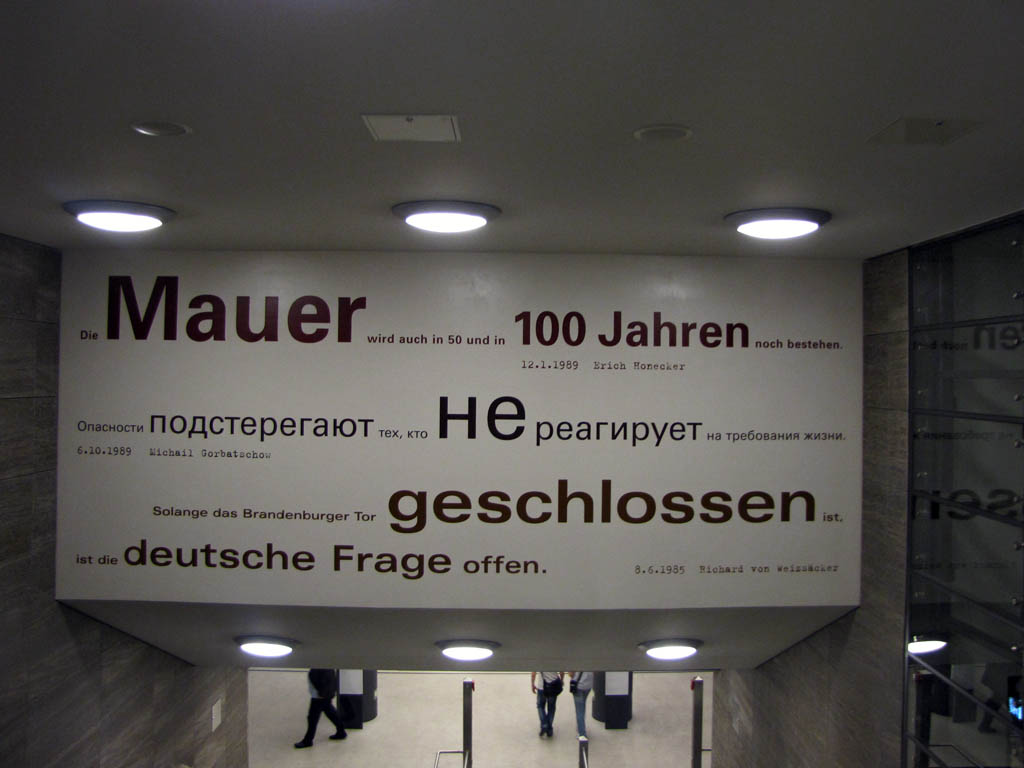 Die Mauer wird auch in 50 und in 100 Jahren noch bestehen.
12.1.1989 Erich Honecker
Опасности подстерегают тех, кто не реагирует на требования жизни.
6.10.1989 Michail Gorbatschow
Solange das Brandenburger Tor geschlossen ist,
ist die deutsche Frage offen.
8.6.1985 Richard von Weissäcker